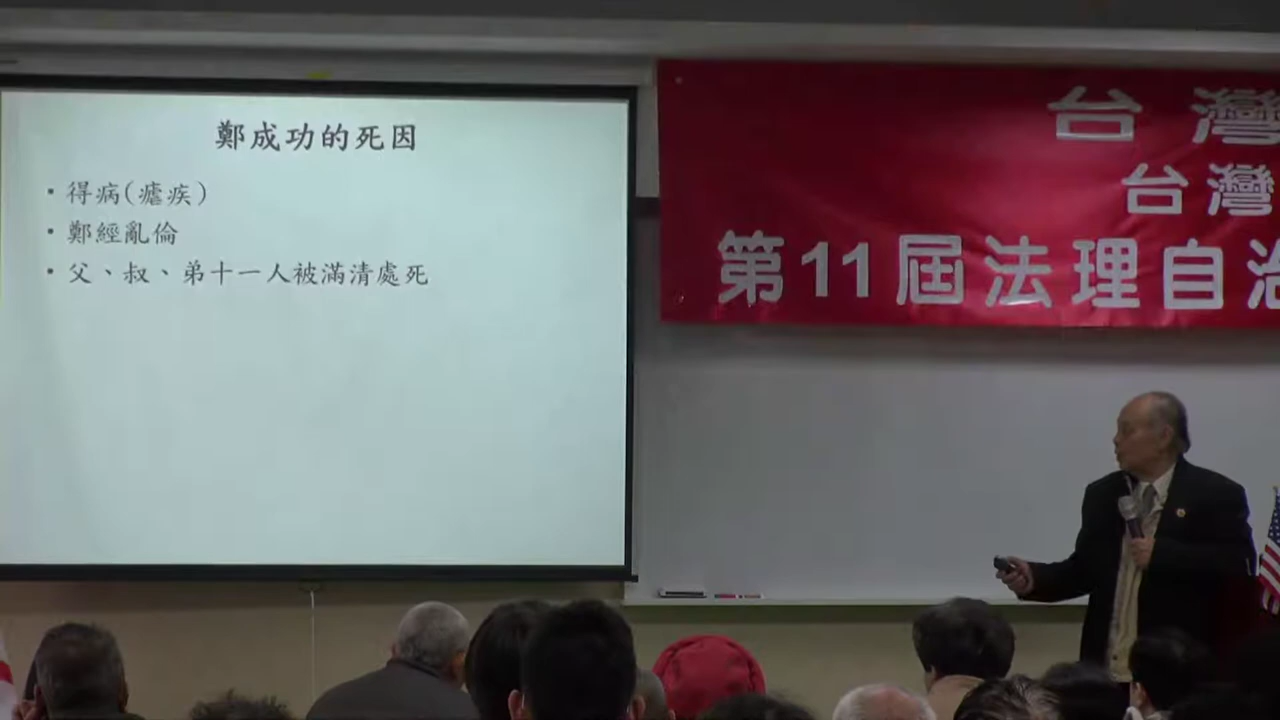 鄭成功的死因
• 得病(瘧疾)
• 鄭經亂倫
• 父、叔、弟十一人被滿清處死
台灣
台灣
第11屆法理自治